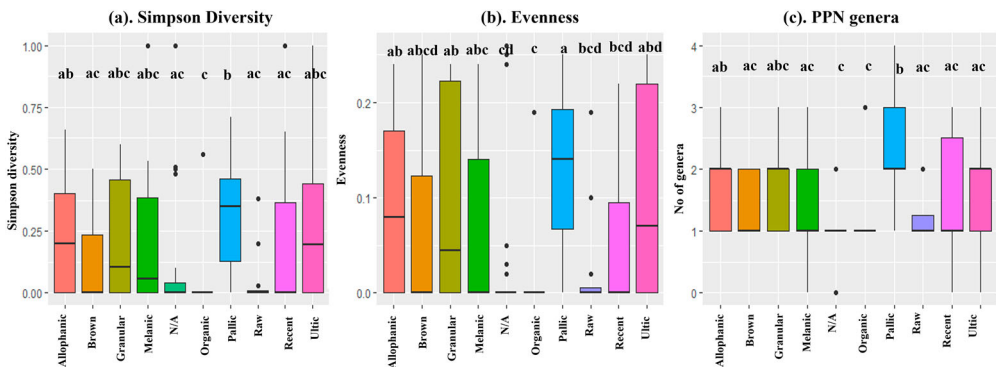 (a). Simpson Diversity
Simpson diversity
1.00
0.75
0.50
0.25
0.00
ab ac abc abc ac c b ac ac abc
Allophanic Brown Granular Melanic N/A Organic Pallic Raw Recent Ultic
(b). Evenness
Evenness
0.2
0.1
0.0
ab abcd ab abc cd c a bcd bcd abd
Allophanic Brown Granular Melanic N/A Organic Pallic Raw Recent Ultic
(c). PPN genera
No of genera
4
3
2
1
0
ab ac abc ac c c b ac ac ac
Allophanic Brown Granular Melanic N/A Organic Pallic Raw Recent Ultic